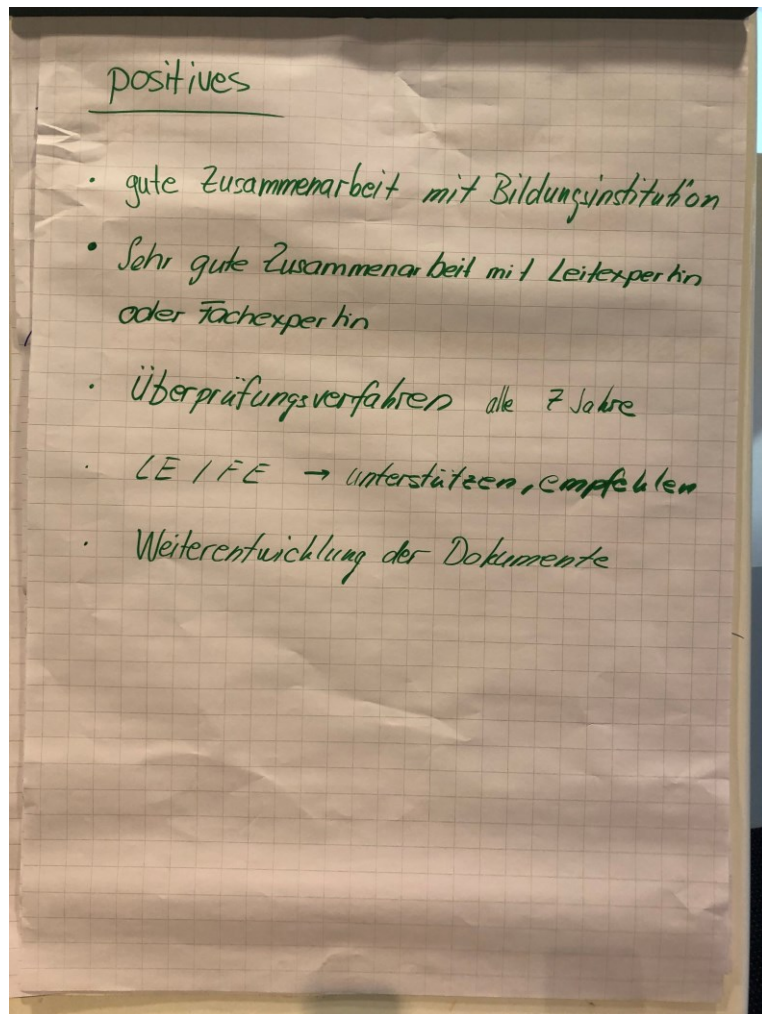 positives
• gute Zusammenarbeit mit Bildungsinstitution
• Sehr gute Zusammenarbeit mit Leitexpertin
oder Fachexpertin
• Überprüfungsverfahren alle 7 Jahre
• LE / FE → unterstützen, empfehlen
• Weiterentwicklung der Dokumente